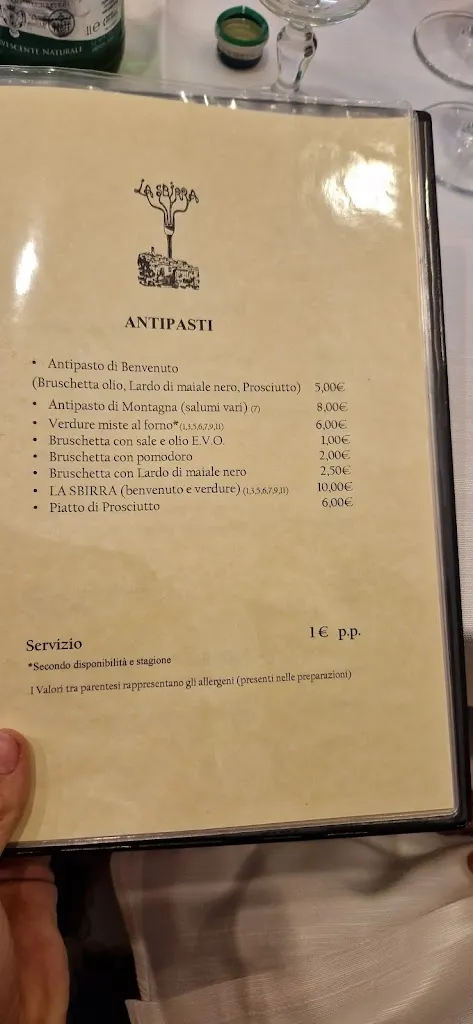 VESCENTE NATURALE
1l e
LA SBIRRA
ANTIPASTI
• Antipasto di Benvenuto
(Bruschetta olio, Lardo di maiale nero, Prosciutto) 5,00€
• Antipasto di Montagna (salumi vari) (7) 8,00€
• Verdure miste al forno* (1,3,5,6,7,9,11) 6,00€
• Bruschetta con sale e olio E.V.O. 1,00€
• Bruschetta con pomodoro 2,00€
• Bruschetta con Lardo di maiale nero 2,50€
• LA SBIRRA (benvenuto e verdure) (1,3,5,6,7,9,11) 10,00€
• Piatto di Prosciutto 6,00€
Servizio 1€ p.p.
*Secondo disponibilità e stagione
I Valori tra parentesi rappresentano gli allergeni (presenti nelle preparazioni)